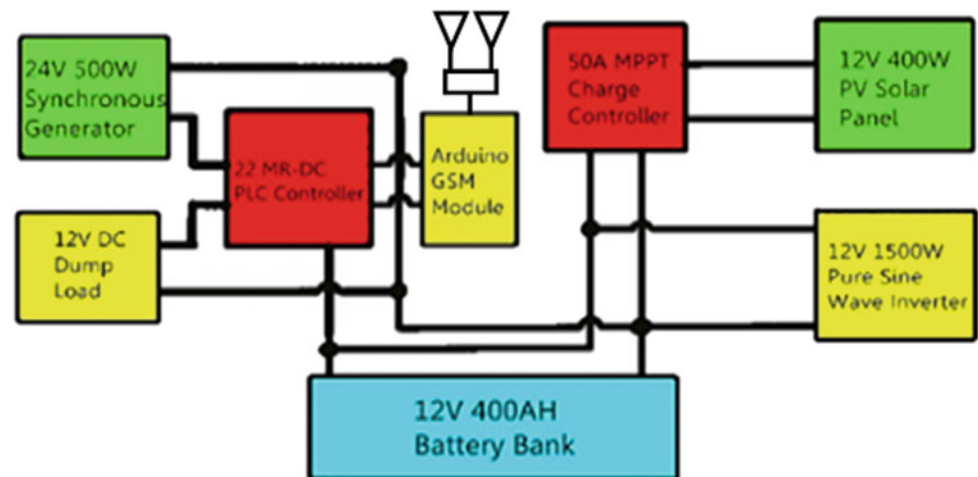 24V 500W
Synchronous
Generator
22 MR-DC
PLC Controller
Arduino
GSM
Module
50A MPPT
Charge
Controller
12V 400W
PV Solar
Panel
12V DC
Dump
Load
12V 1500W
Pure Sine
Wave Inverter
12V 400AH
Battery Bank